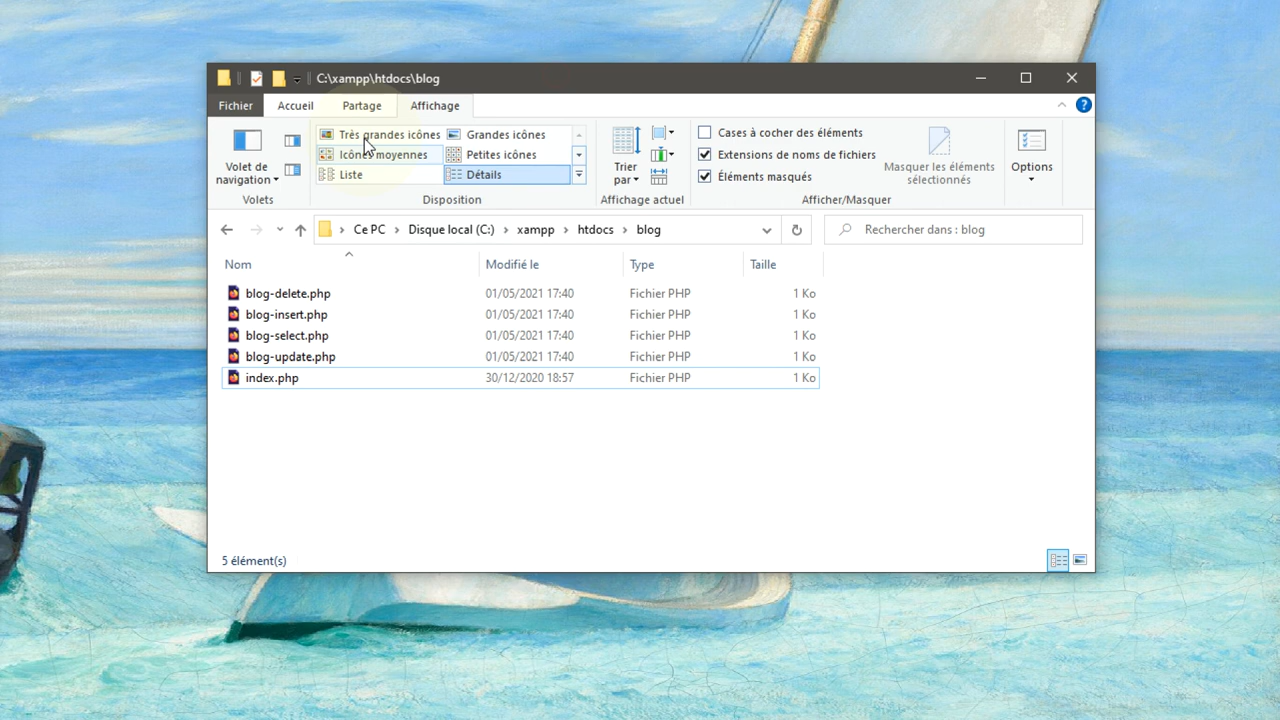 C:\xampp\htdocs\blog
Fichier Accueil Partage Affichage
Volet de navigation
Volets
Très grandes icônes Grandes icônes
Icônes moyennes Petites icônes
Liste Détails
Disposition
Trier par
Affichage actuel
Cases à cocher des éléments
Extensions de noms de fichiers
Éléments masqués
Masquer les éléments sélectionnés
Afficher/Masquer
Options
Ce PC Disque local (C:) xampp htdocs blog
Rechercher dans : blog
Nom Modifié le Type Taille
blog-delete.php 01/05/2021 17:40 Fichier PHP 1 Ko
blog-insert.php 01/05/2021 17:40 Fichier PHP 1 Ko
blog-select.php 01/05/2021 17:40 Fichier PHP 1 Ko
blog-update.php 01/05/2021 17:40 Fichier PHP 1 Ko
index.php 30/12/2020 18:57 Fichier PHP 1 Ko
5 élément(s)